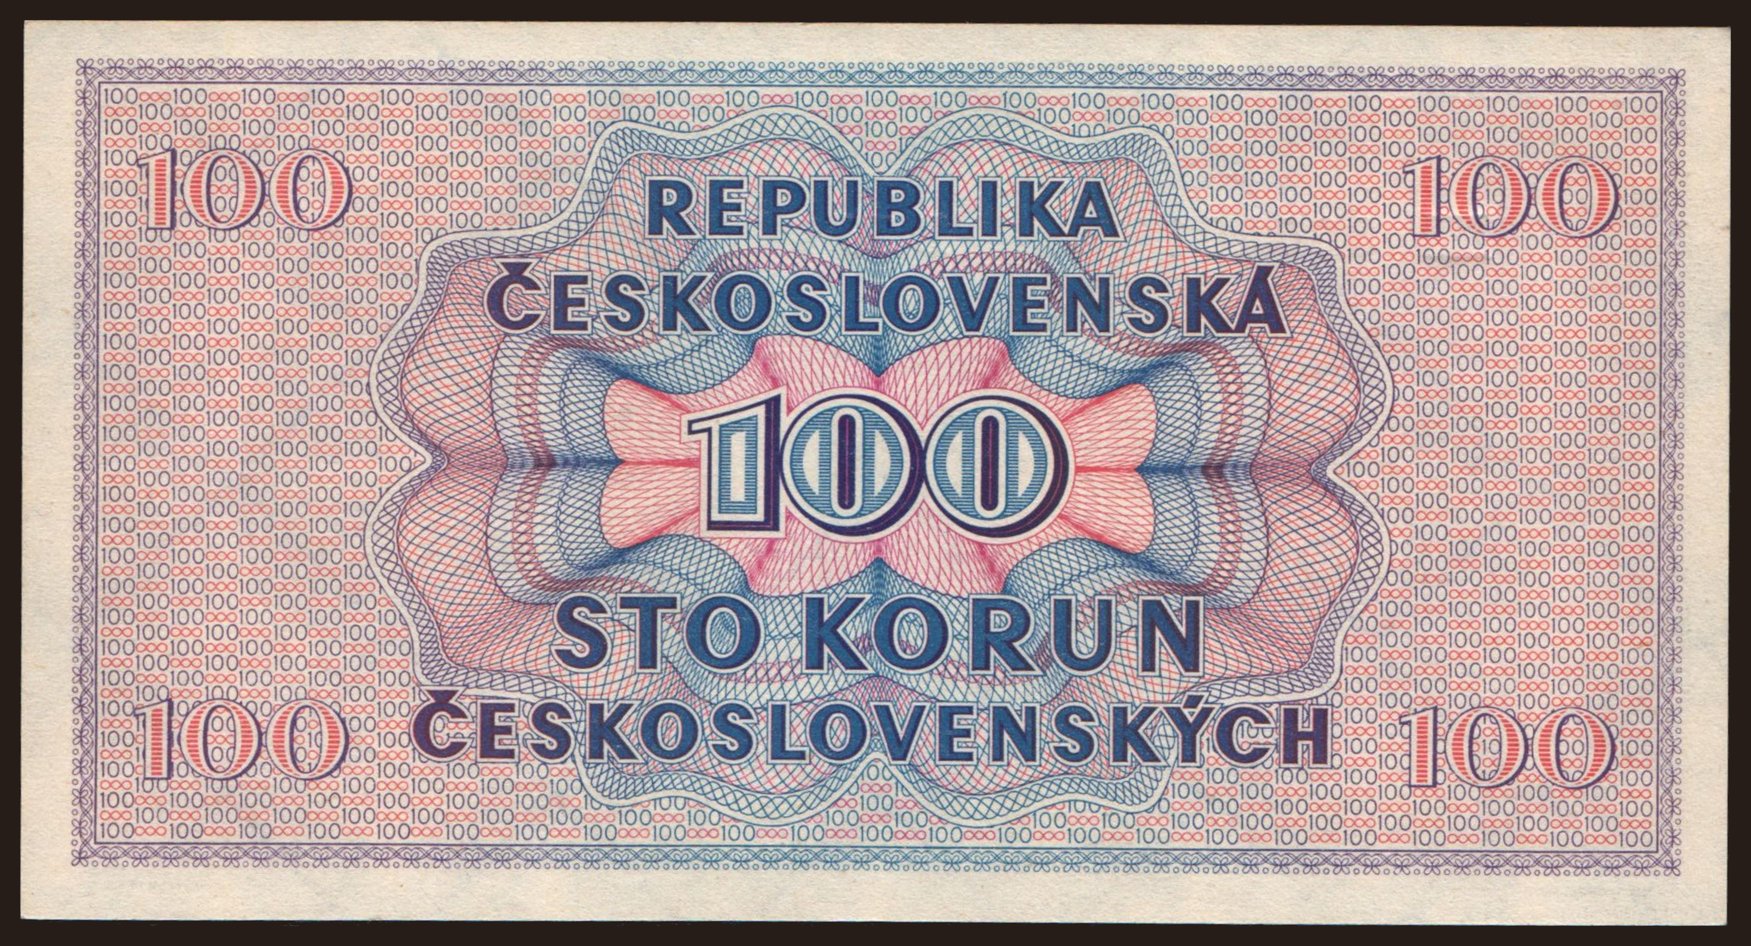 100 100
REPUBLIKA
ČESKOSLOVENSKÁ
100
STO KORUN
ČESKOSLOVENSKÝCH
100 100